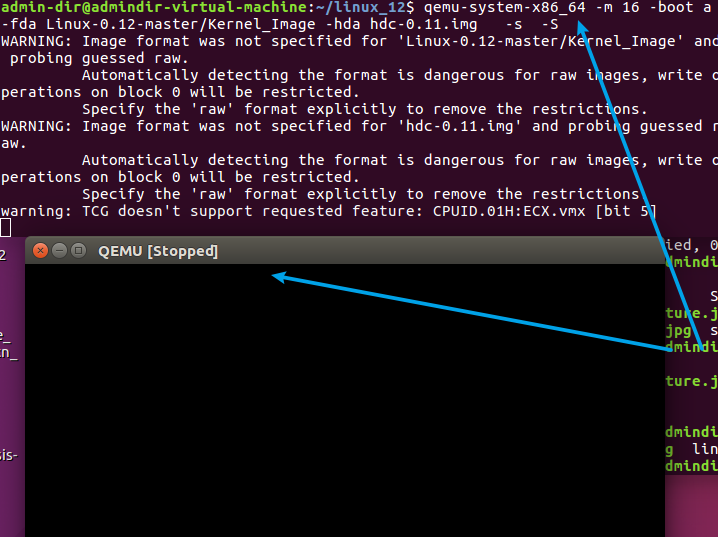 admin-dir@admindir-virtual-machine:~/linux_12$ qemu-system-x86_64 -m 16 -boot a
-fda Linux-0.12-master/Kernel_Image -hda hdc-0.11.img   -s  -S
WARNING: Image format was not specified for 'Linux-0.12-master/Kernel_Image' and
 probing guessed raw.
         Automatically detecting the format is dangerous for raw images, write o
perations on block 0 will be restricted.
         Specify the 'raw' format explicitly to remove the restrictions.
WARNING: Image format was not specified for 'hdc-0.11.img' and probing guessed r
aw.
         Automatically detecting the format is dangerous for raw images, write o
perations on block 0 will be restricted.
         Specify the 'raw' format explicitly to remove the restrictions.
warning: TCG doesn't support requested feature: CPUID.01H:ECX.vmx [bit 5]
QEMU [Stopped]
2
e_
n_
sis-
ied, 0
dmindi
S
ture.j
jpg  s
dmindi
ture.j
dmindi
g  lin
dmindi